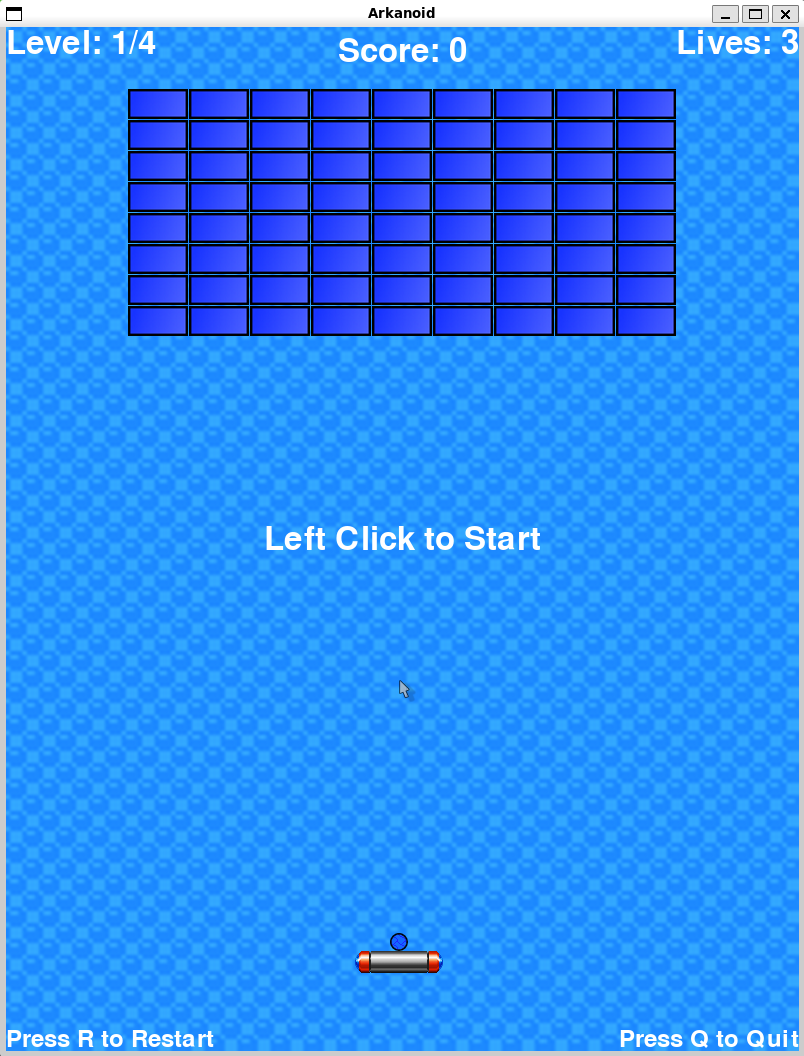 Arkanoid
Level: 1/4
Score: 0
Lives: 3
Left Click to Start
Press R to Restart
Press Q to Quit